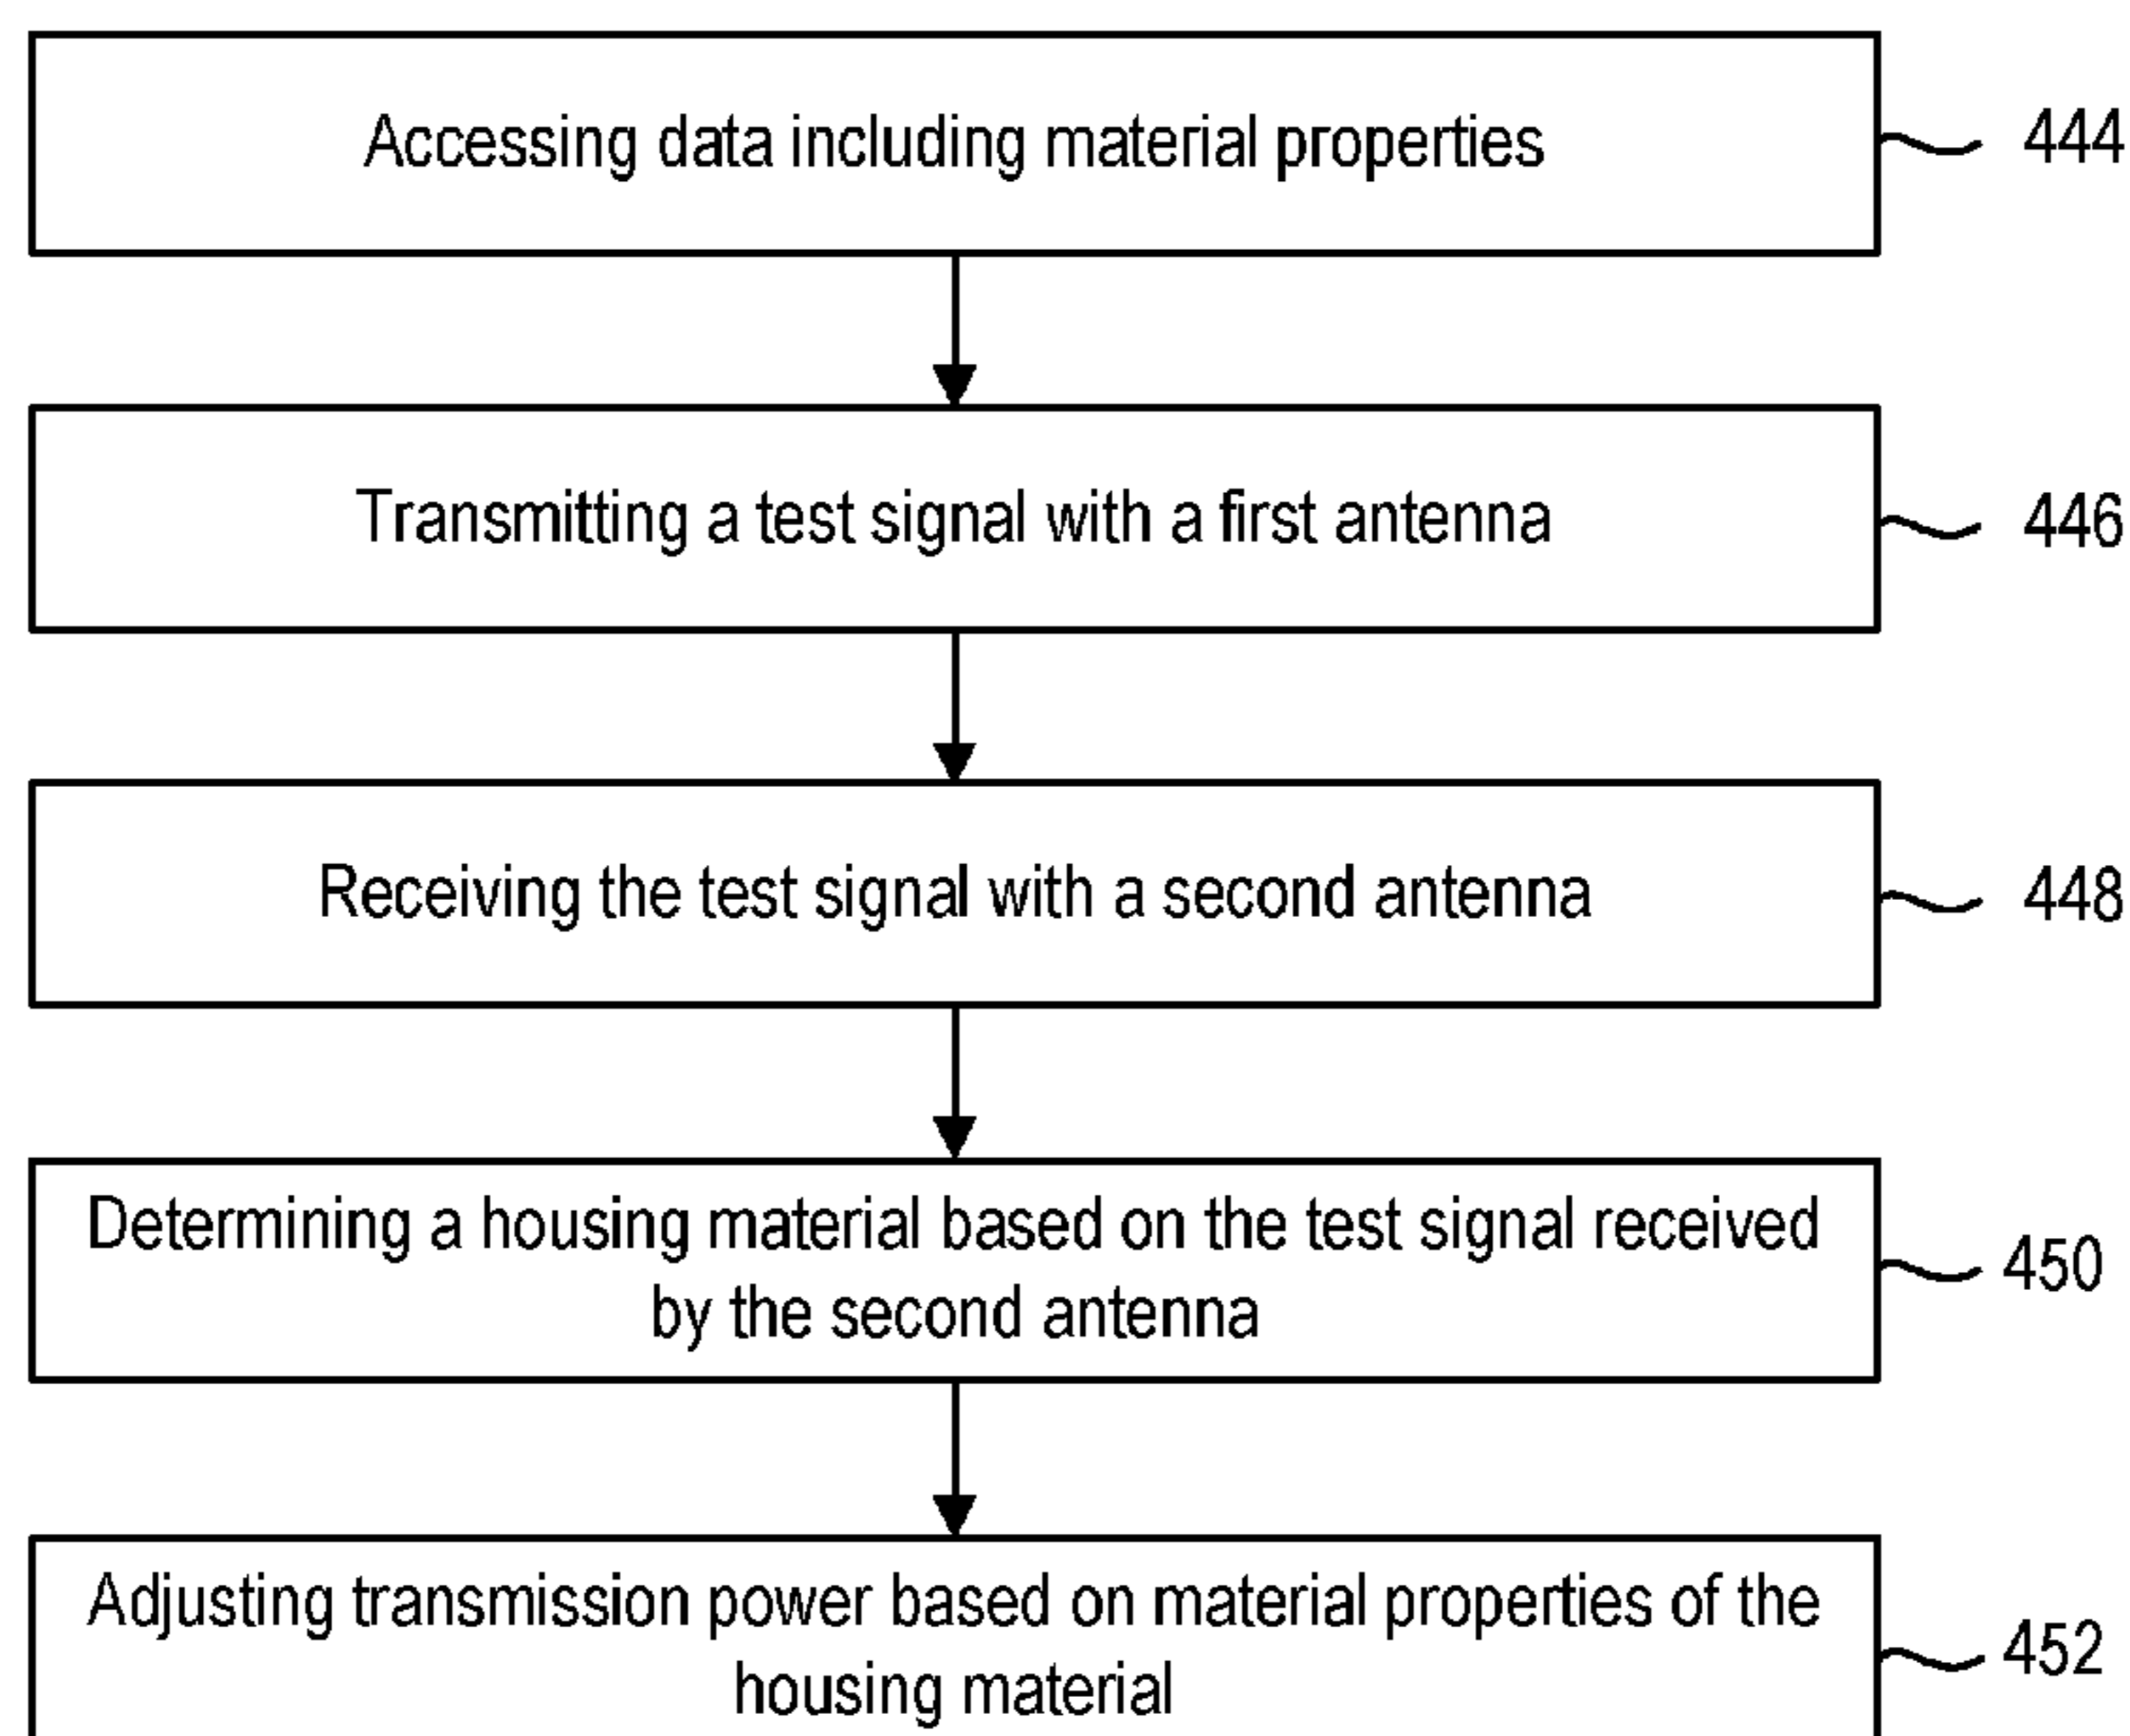 Accessing data including material properties
444
Transmitting a test signal with a first antenna
446
Receiving the test signal with a second antenna
448
Determining a housing material based on the test signal received
by the second antenna
450
Adjusting transmission power based on material properties of the
housing material
452